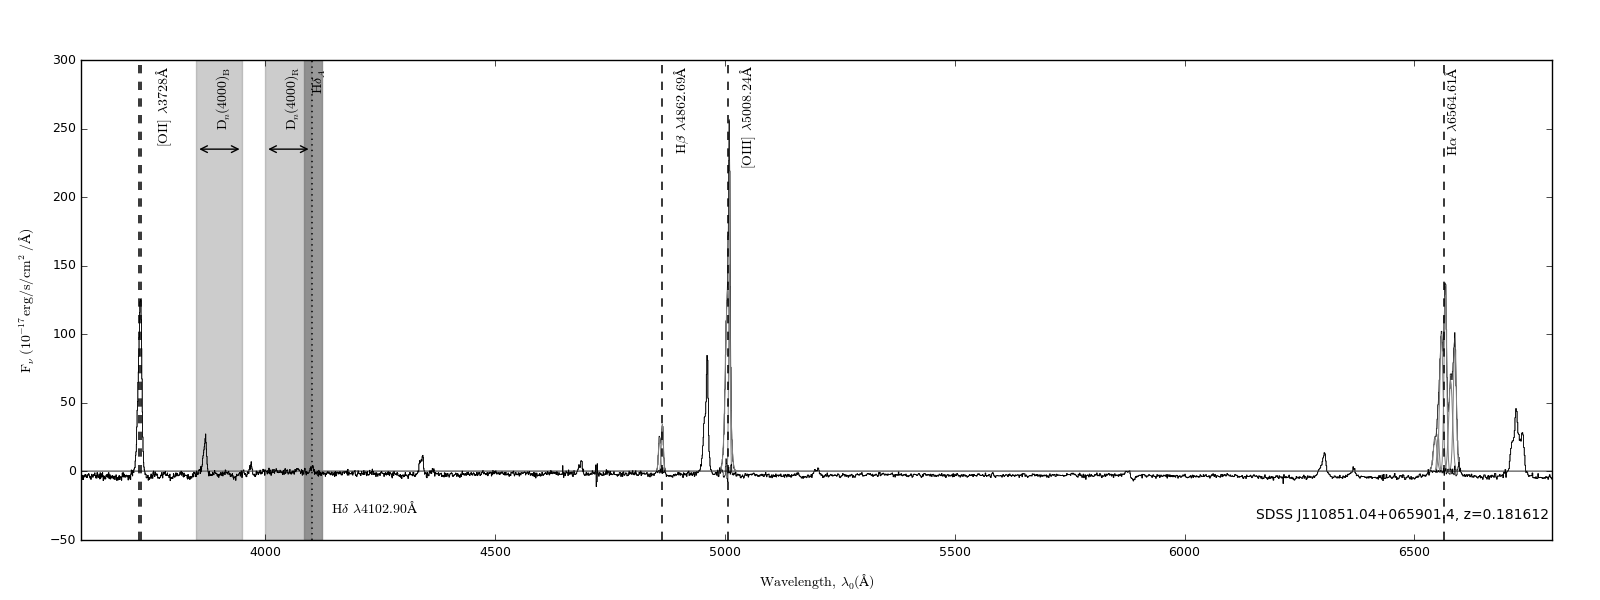 300
250
200
150
100
50
0
−50
F_ν (10^−17 erg/s/cm^2 /Å)
[OII] λ3728Å
D_n(4000)_B
D_n(4000)_R
Hδ_A
Hβ λ4862.69Å
[OIII] λ5008.24Å
Hα λ6564.61Å
Hδ λ4102.90Å
SDSS J110851.04+065901.4, z=0.181612
4000 4500 5000 5500 6000 6500
Wavelength, λ_0(Å)